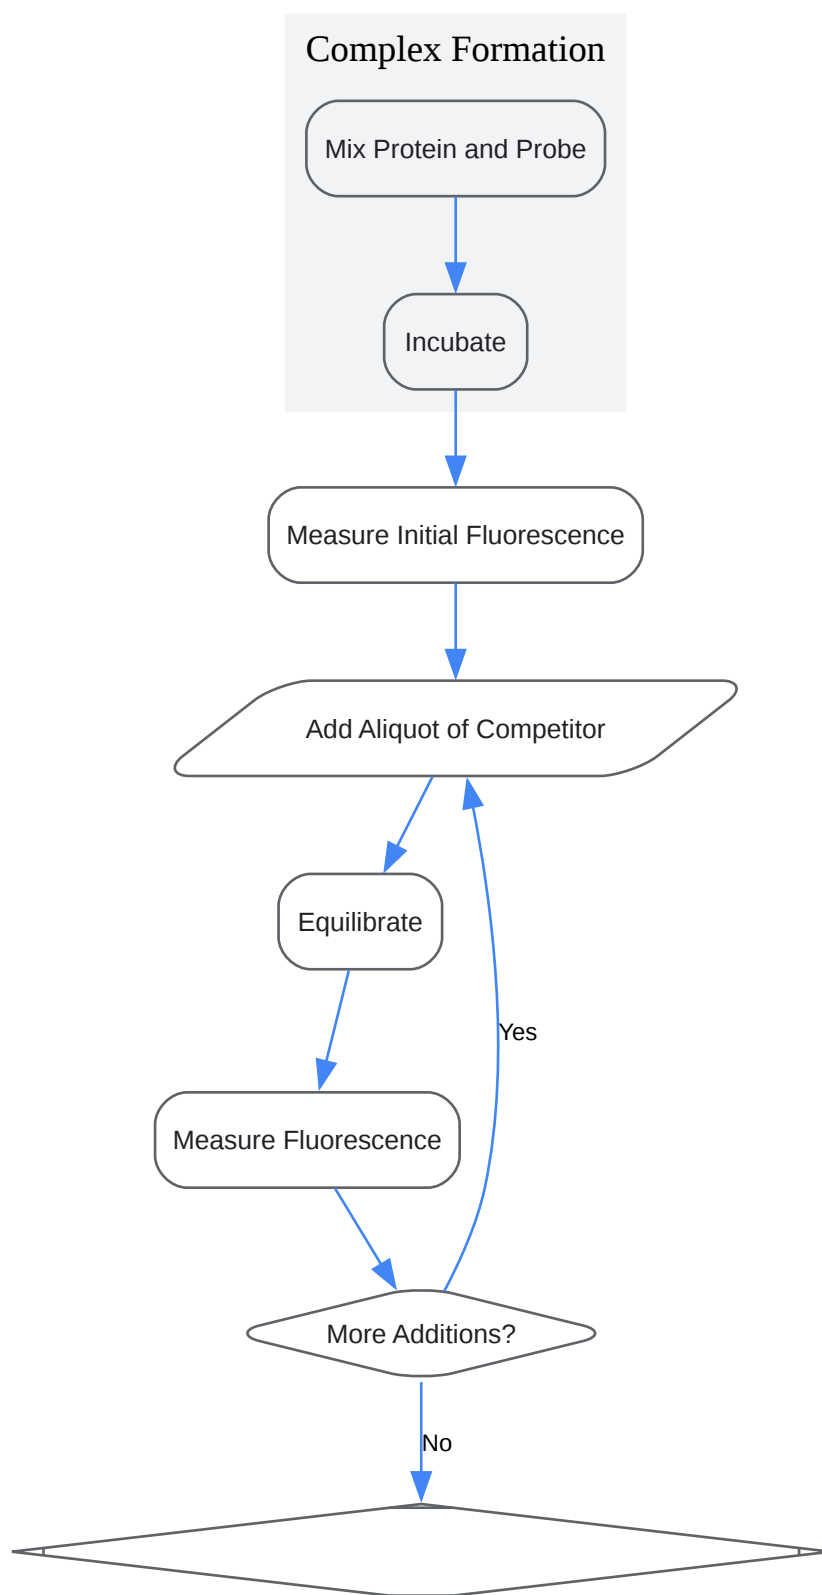 Complex Formation
Mix Protein and Probe
Incubate
Measure Initial Fluorescence
Add Aliquot of Competitor
Equilibrate
Yes
Measure Fluorescence
More Additions?
No